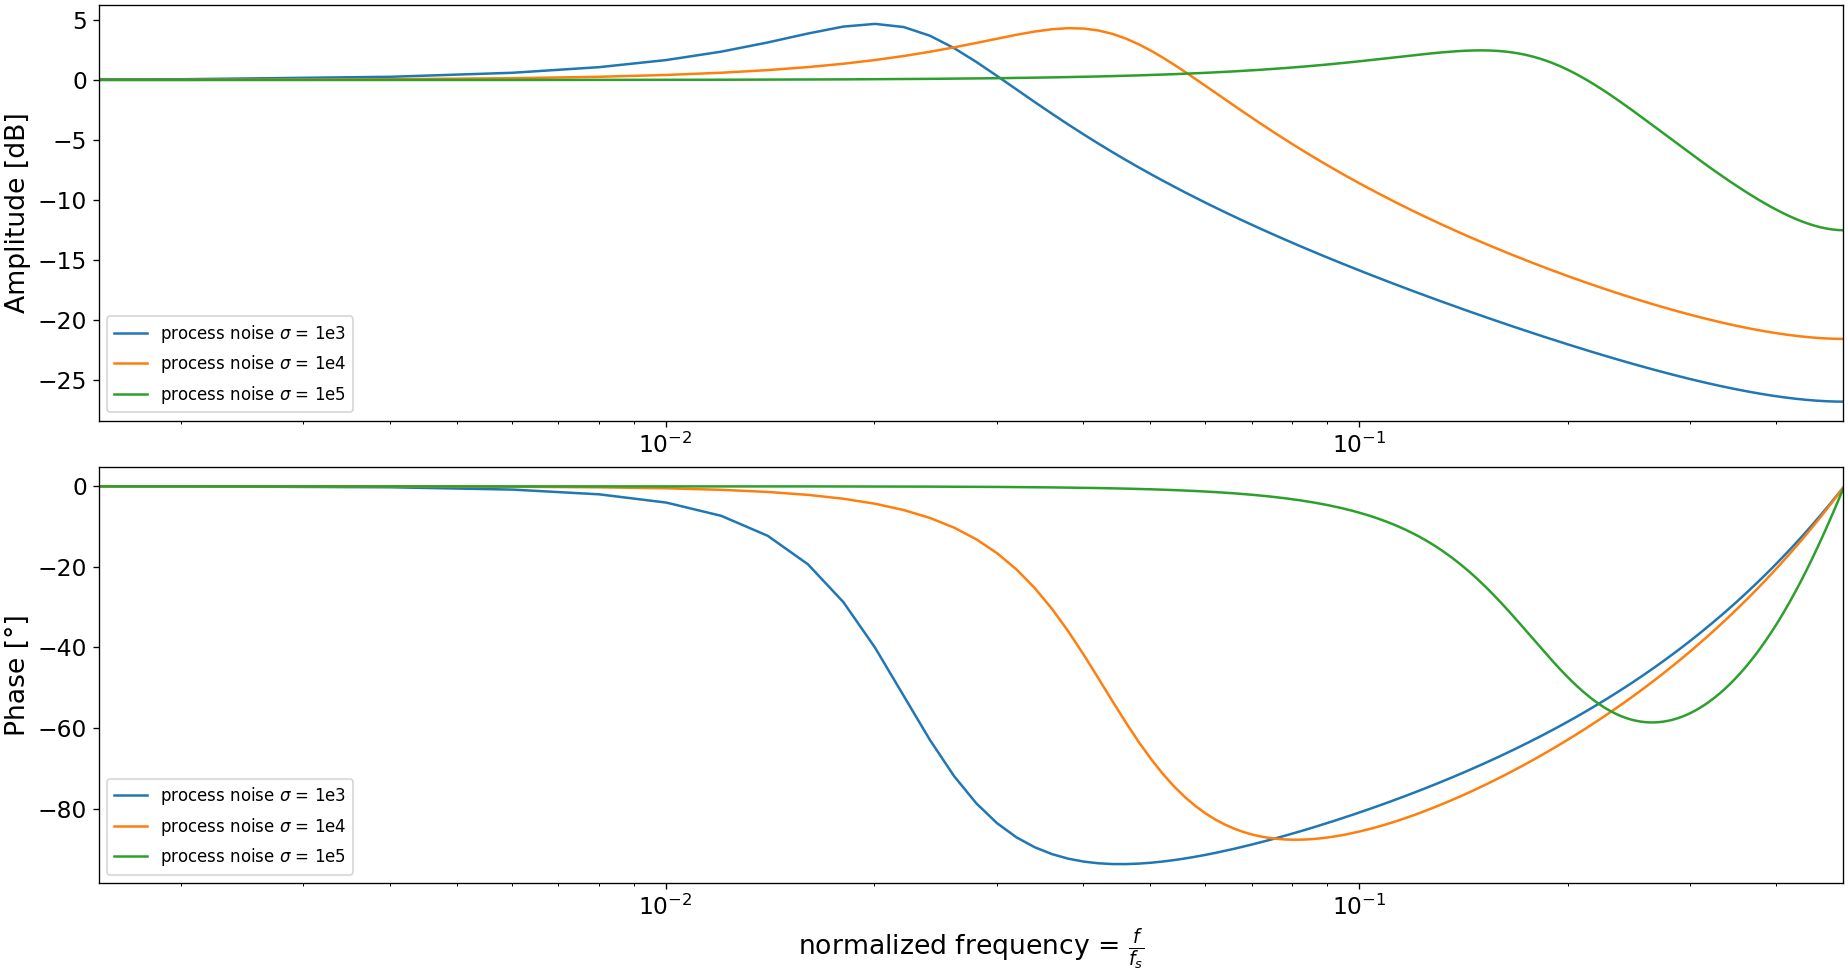 5
0
−5
−10
−15
−20
−25
Amplitude [dB]
process noise σ = 1e3
process noise σ = 1e4
process noise σ = 1e5
10⁻²
10⁻¹
0
−20
−40
−60
−80
Phase [°]
process noise σ = 1e3
process noise σ = 1e4
process noise σ = 1e5
10⁻²
10⁻¹
normalized frequency = f/fₛ